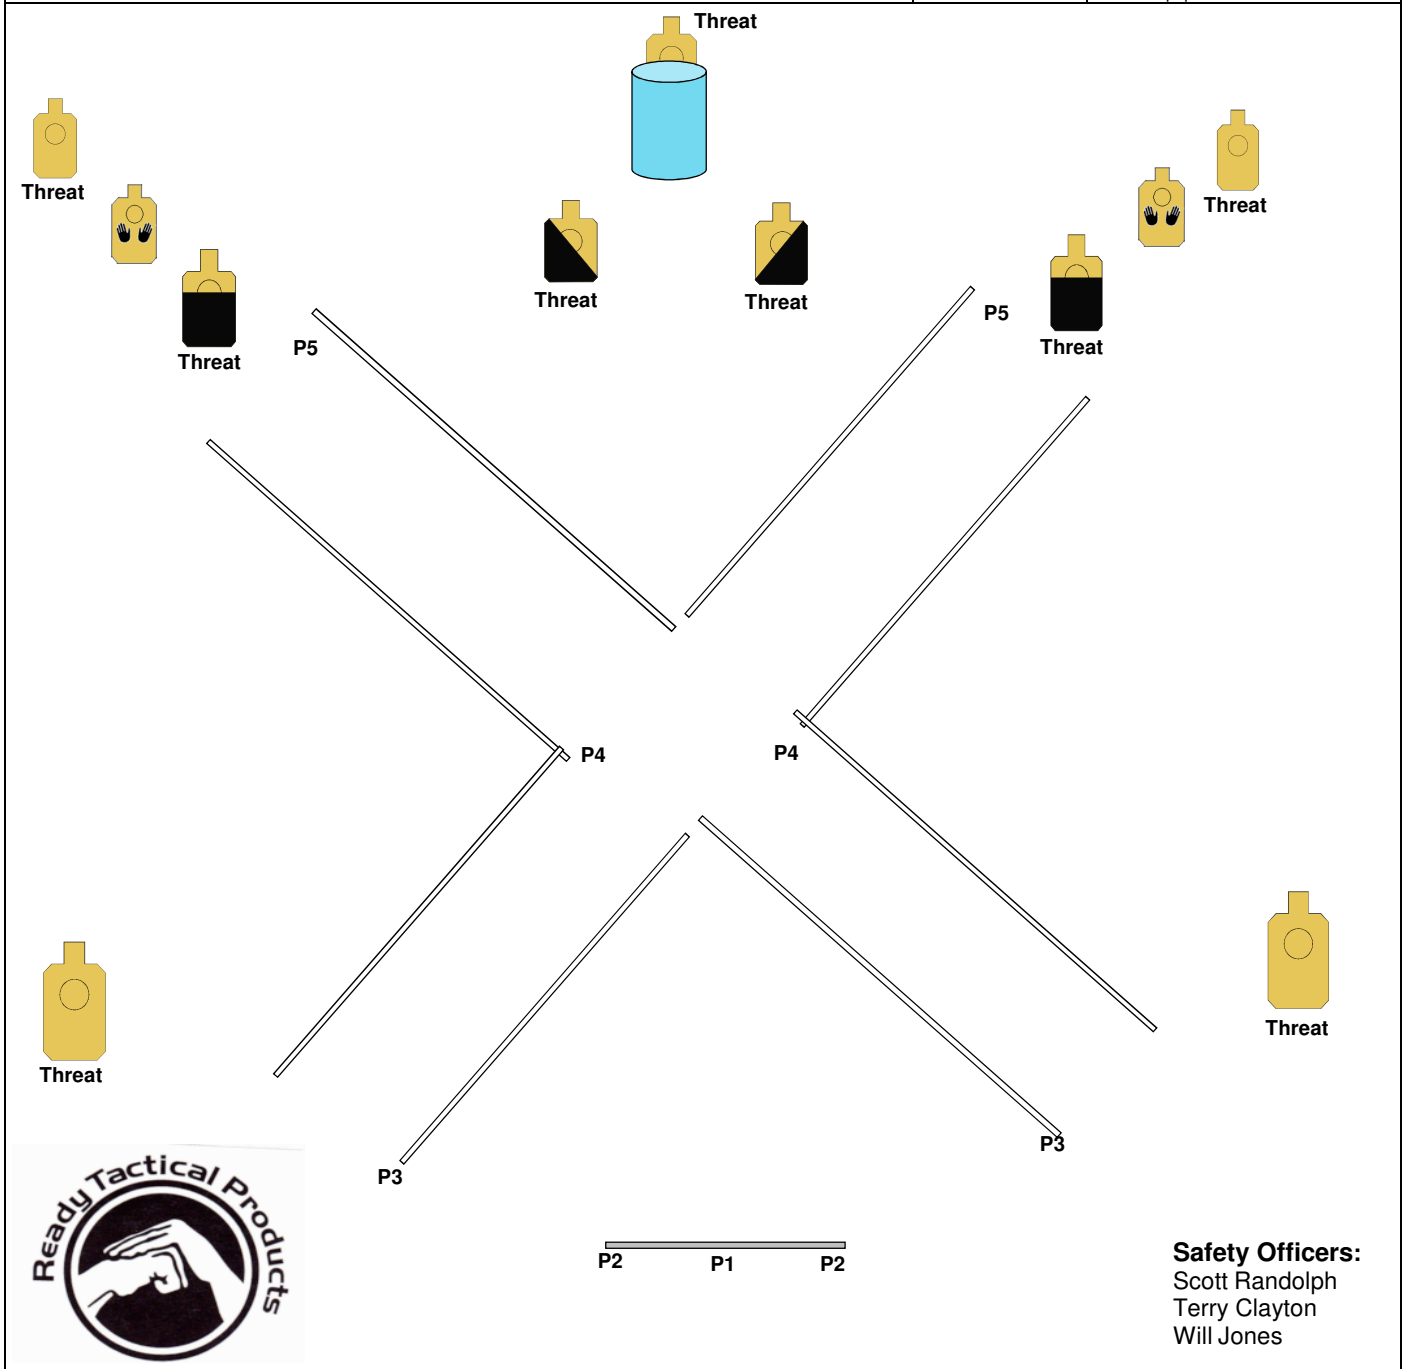 Threat
Threat
Threat
Threat
Threat
Threat
Threat
P5
P5
P4
P4
Threat
Threat
P3
P3
Ready Tactical Products
P2
P1
P2
Safety Officers:
Scott Randolph
Terry Clayton
Will Jones